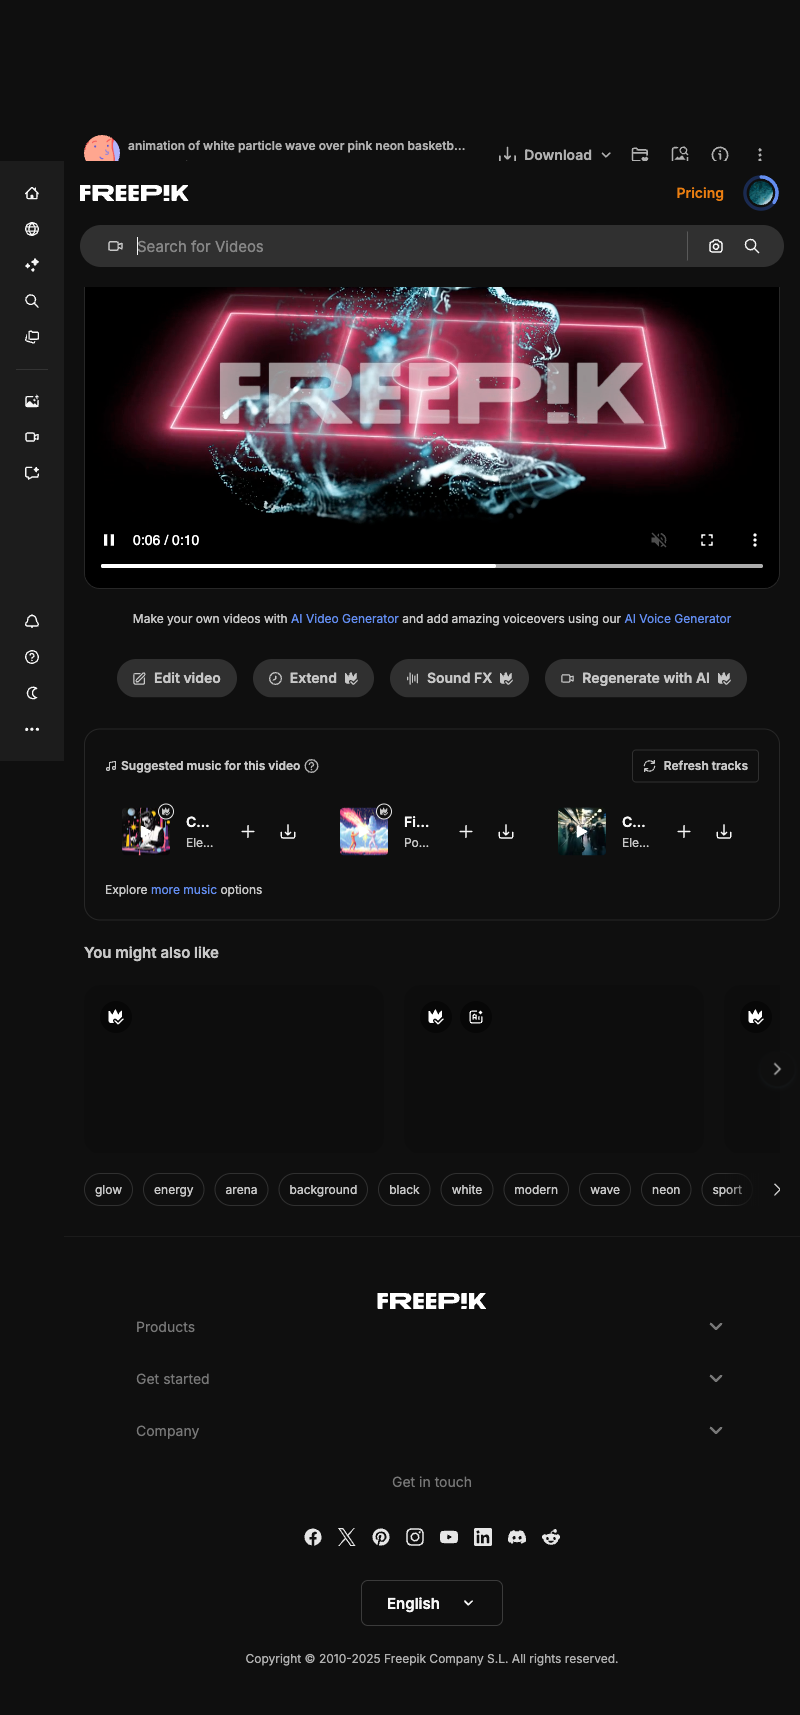 animation of white particle wave over pink neon basketb...
Download
FREEPIK
Pricing
Search for Videos
FREEPIK
0:06 / 0:10
Make your own videos with AI Video Generator and add amazing voiceovers using our AI Voice Generator
Edit video
Extend
Sound FX
Regenerate with AI
Suggested music for this video
Refresh tracks
C...
Ele...
Fi...
Po...
C...
Ele...
Explore more music options
You might also like
glow
energy
arena
background
black
white
modern
wave
neon
sport
FREEPIK
Products
Get started
Company
Get in touch
English
Copyright © 2010-2025 Freepik Company S.L. All rights reserved.